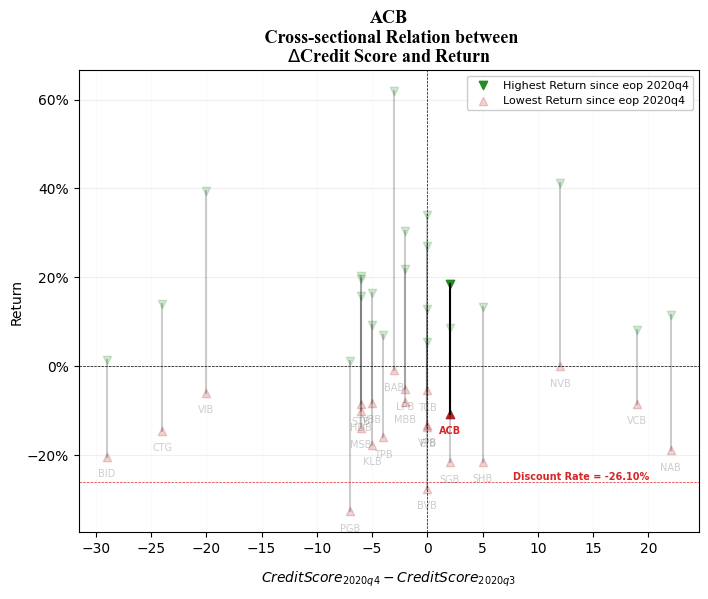 ACB
Cross-sectional Relation between
ΔCredit Score and Return
Highest Return since eop 2020q4
Lowest Return since eop 2020q4
Return
60%
40%
20%
0%
−20%
BAB
NVB
VIB
LPB
TCB
MBB
STB
HDB
VCB
ACB
CTG
MSB
TPB
KLB
BID
SGB
SHB
NAB
Discount Rate = -26.10%
BVB
PGB
−30 −25 −20 −15 −10 −5 0 5 10 15 20
CreditScore2020q4 − CreditScore2020q3